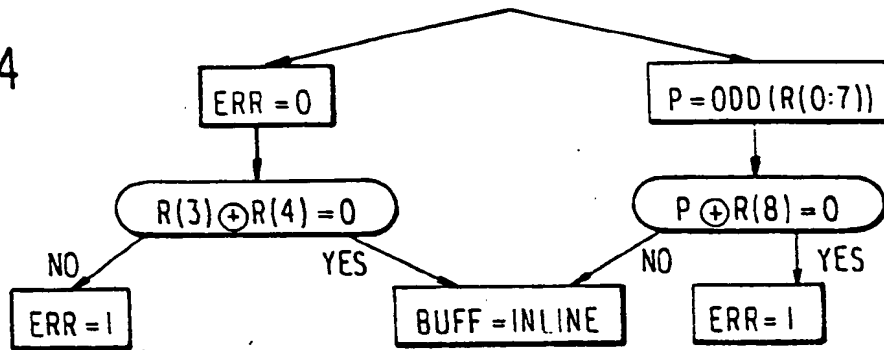 4
ERR = 0
P = ODD (R(0:7))
R(3) ⊕ R(4) = 0
P ⊕ R(8) = 0
NO
YES
NO
YES
ERR = 1
BUFF = INLINE
ERR = 1